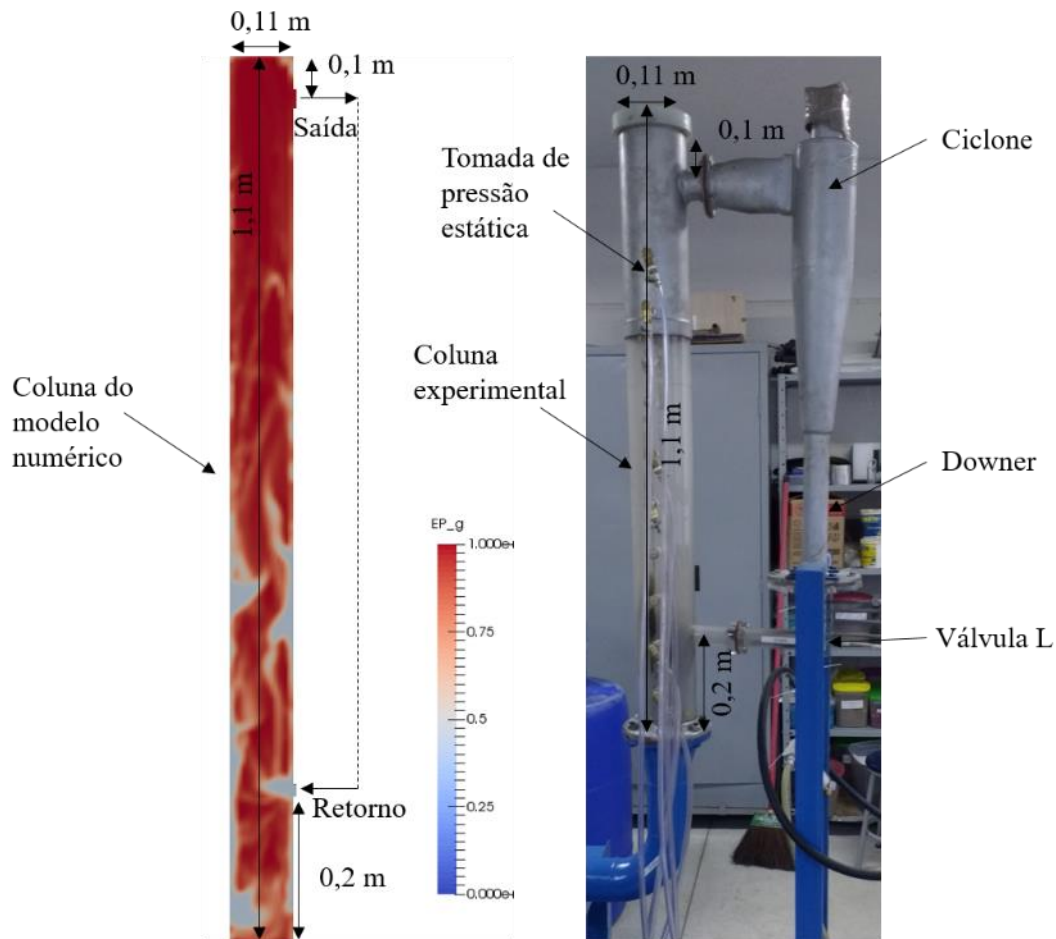 0,11 m
0,1 m
Saída
1,1 m
Coluna do
modelo
numérico
EP_g
1.000e+
0.75
0.5
0.25
0.000e+
Retorno
0,2 m
0,11 m
0,1 m
Tomada de
pressão
estática
Ciclone
Coluna
experimental
1,1 m
Downer
Válvula L
0,2 m